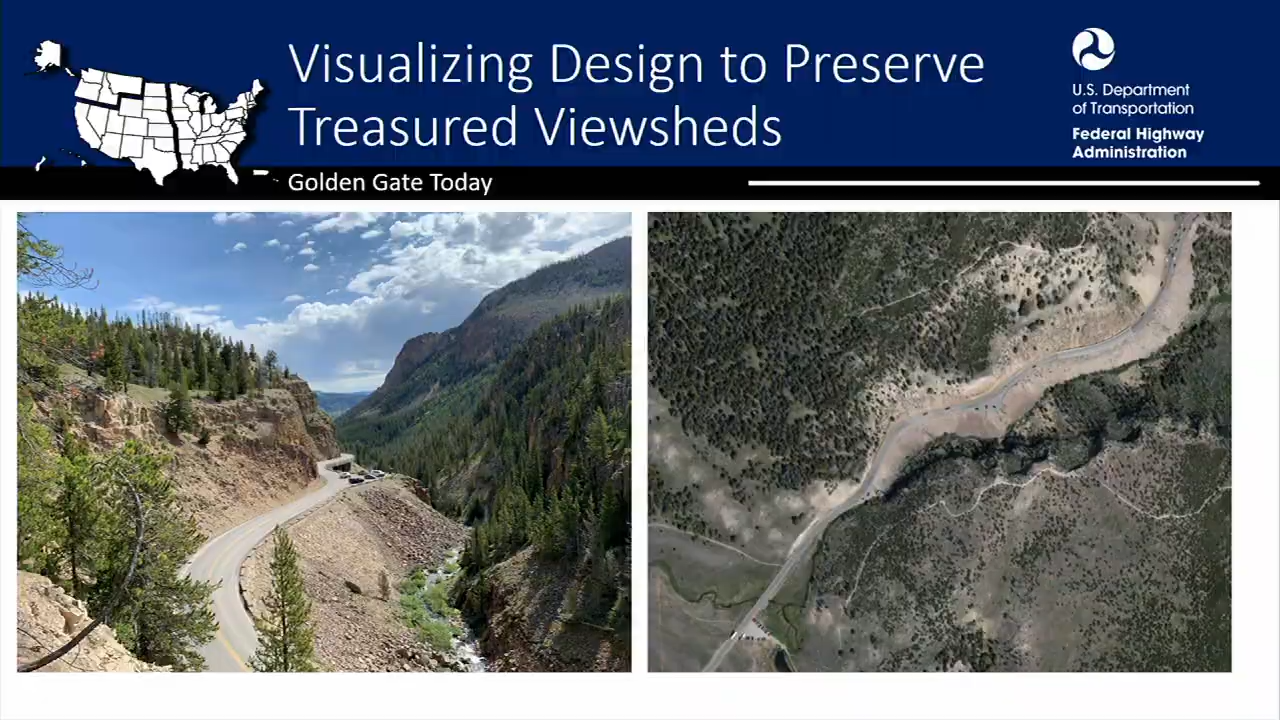 Visualizing Design to Preserve
Treasured Viewsheds
U.S. Department
of Transportation
Federal Highway
Administration
Golden Gate Today